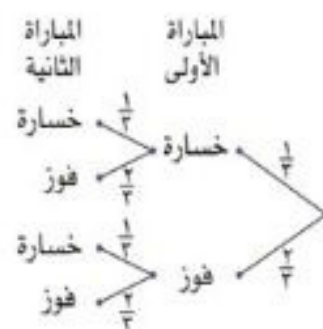 المباراة الأولى
المباراة الثانية
١/٣ خسارة ١/٣ خسارة
٢/٣ فوز
٢/٣ فوز ١/٣ خسارة
٢/٣ فوز